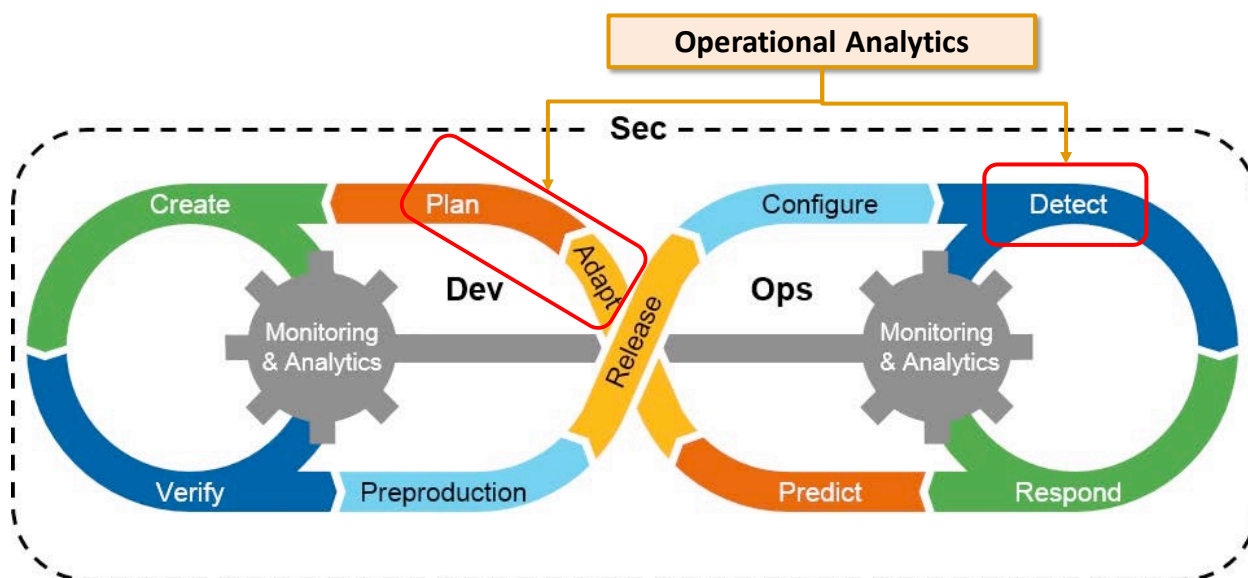 Operational Analytics
Sec
Create
Plan
Adapt
Configure
Detect
Dev
Ops
Release
Monitoring
& Analytics
Monitoring
& Analytics
Verify
Preproduction
Predict
Respond